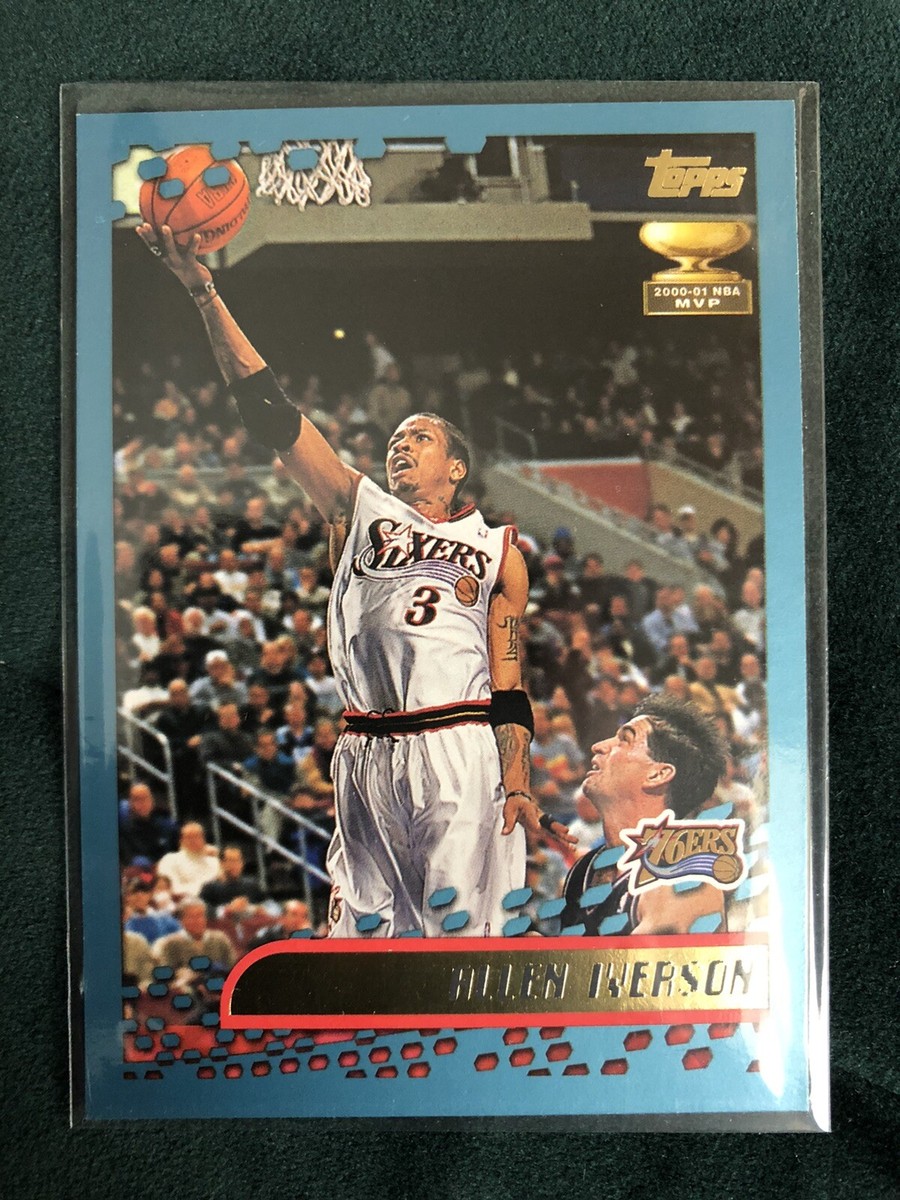 Topps
2000-01 NBA
MVP
SIXERS
3
76ERS
ALLEN IVERSON